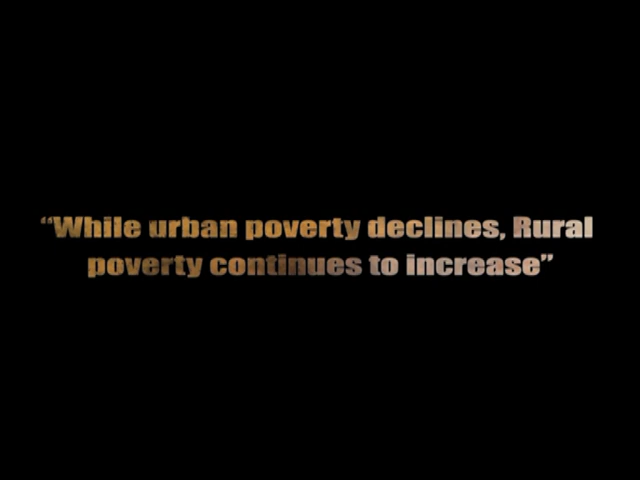 “While urban poverty declines, Rural
poverty continues to increase”